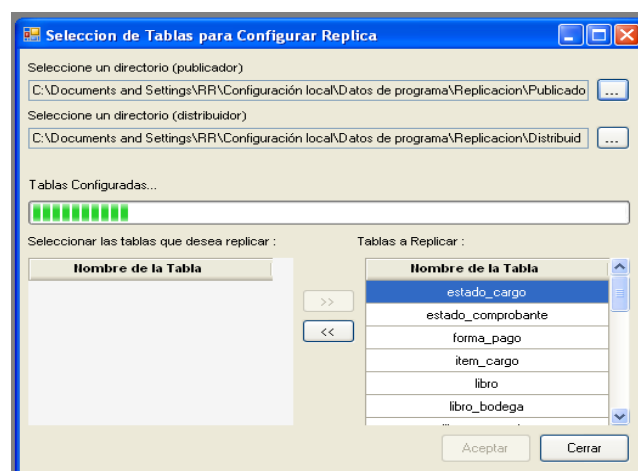 Seleccion de Tablas para Configurar Replica
Seleccione un directorio (publicador)
C:\Documents and Settings\RR\Configuración local\Datos de programa\Replicacion\Publicado
...
Seleccione un directorio (distribuidor)
C:\Documents and Settings\RR\Configuración local\Datos de programa\Replicacion\Distribuid
...
Tablas Configuradas...
Seleccionar las tablas que desea replicar :
Tablas a Replicar :
Nombre de la Tabla
Nombre de la Tabla
estado_cargo
>>
estado_comprobante
<<
forma_pago
item_cargo
libro
libro_bodega
Aceptar
Cerrar